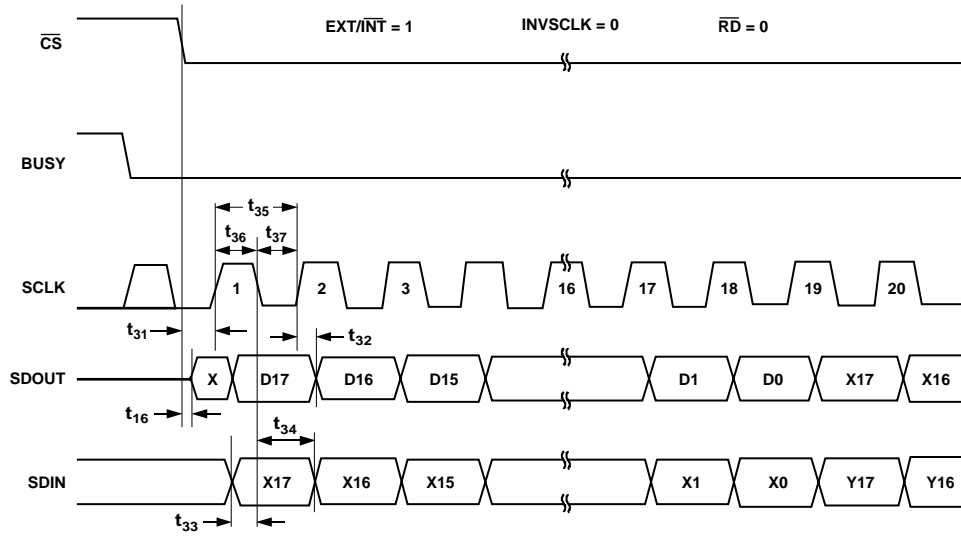 EXT/INT = 1 INVSCLK = 0 RD = 0
CS
BUSY
t35
t36 t37
SCLK 1 2 3 16 17 18 19 20
t31 t32
SDOUT X D17 D16 D15 D1 D0 X17 X16
t16 t34
SDIN X17 X16 X15 X1 X0 Y17 Y16
t33